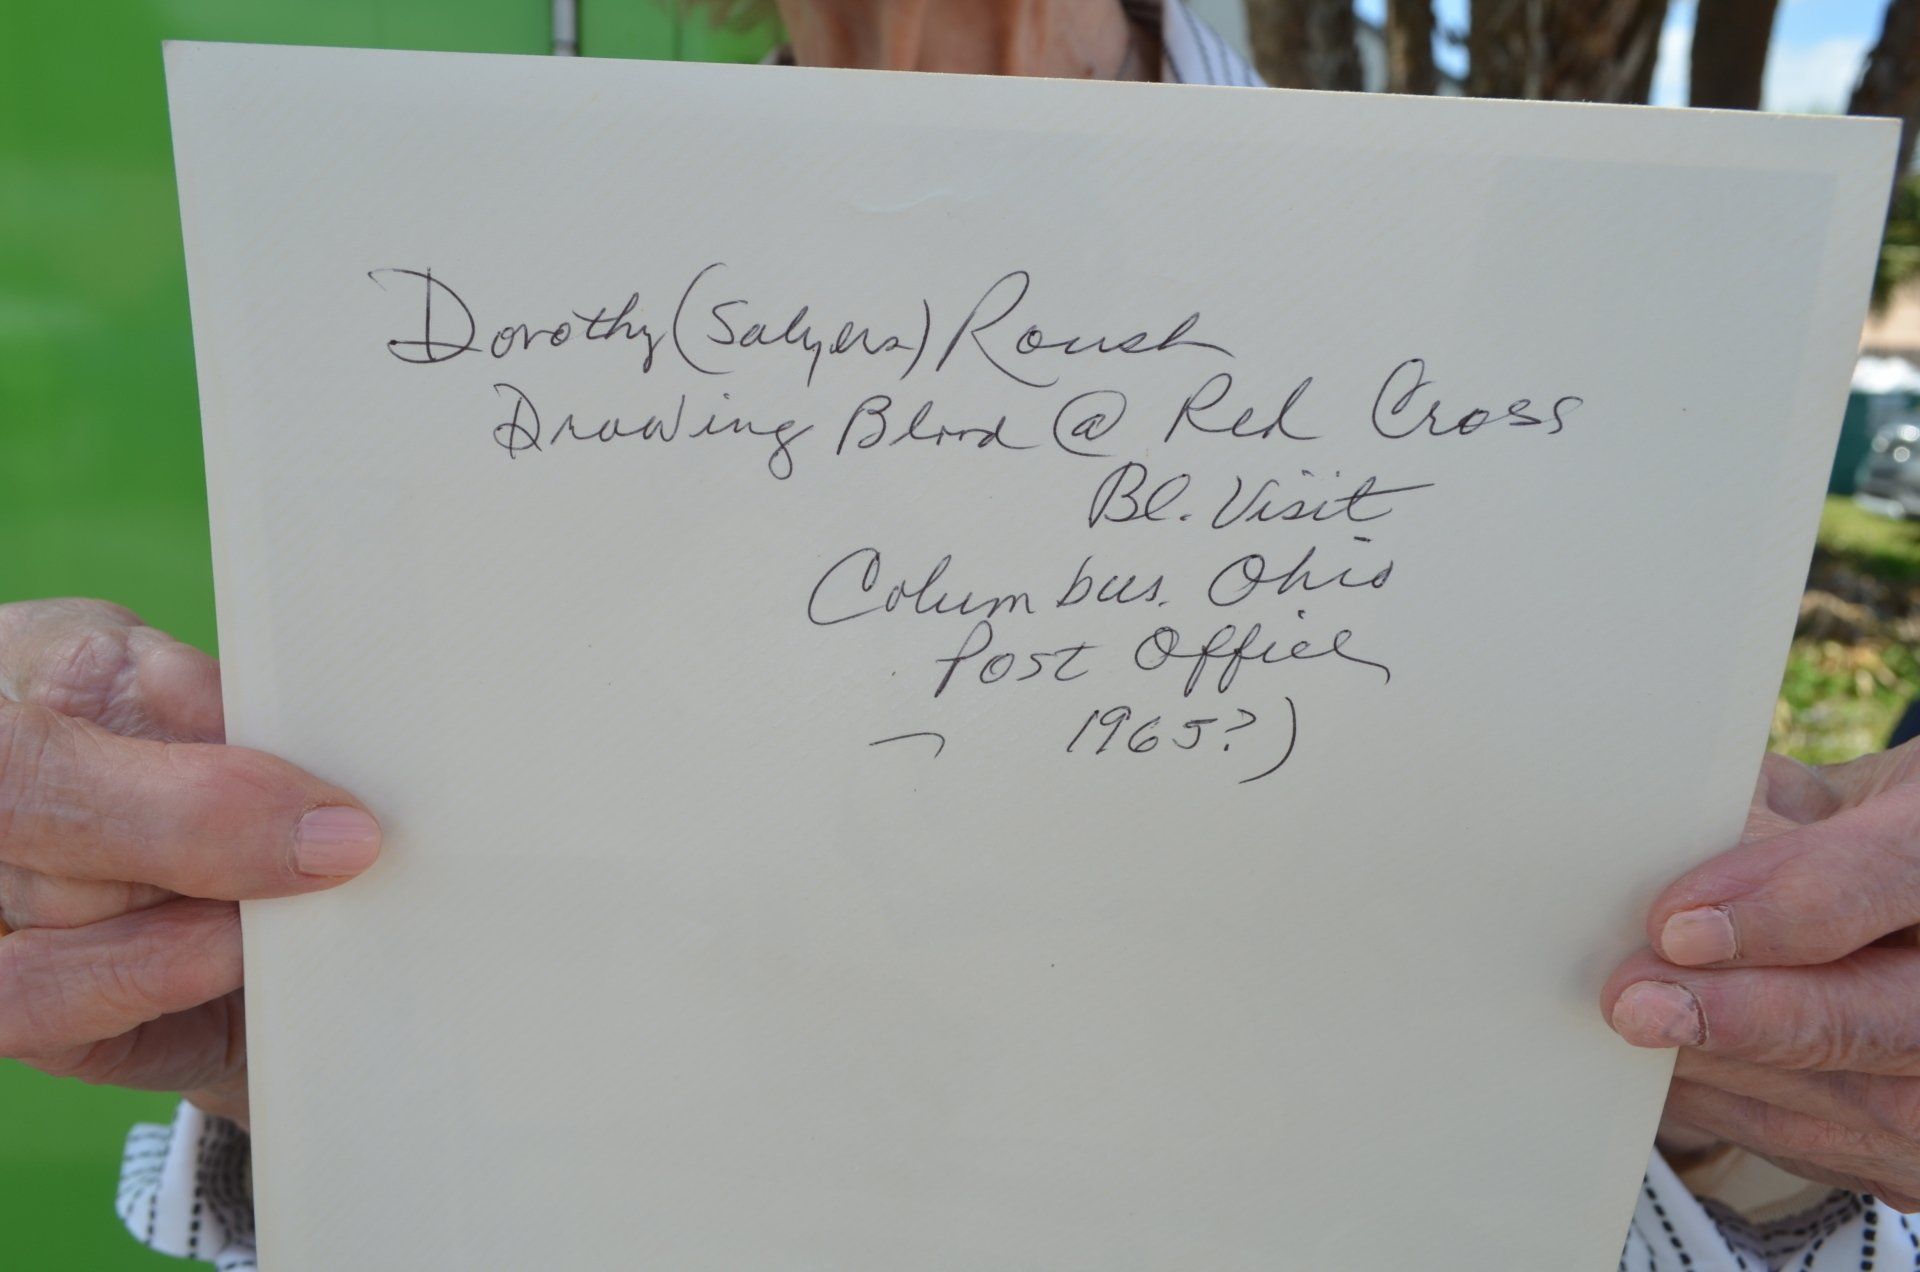 Dorothy (Salyers) Roush
Drawing Blood @ Red Cross
Bl. Visit
Columbus. Ohio
Post Office
1965?)